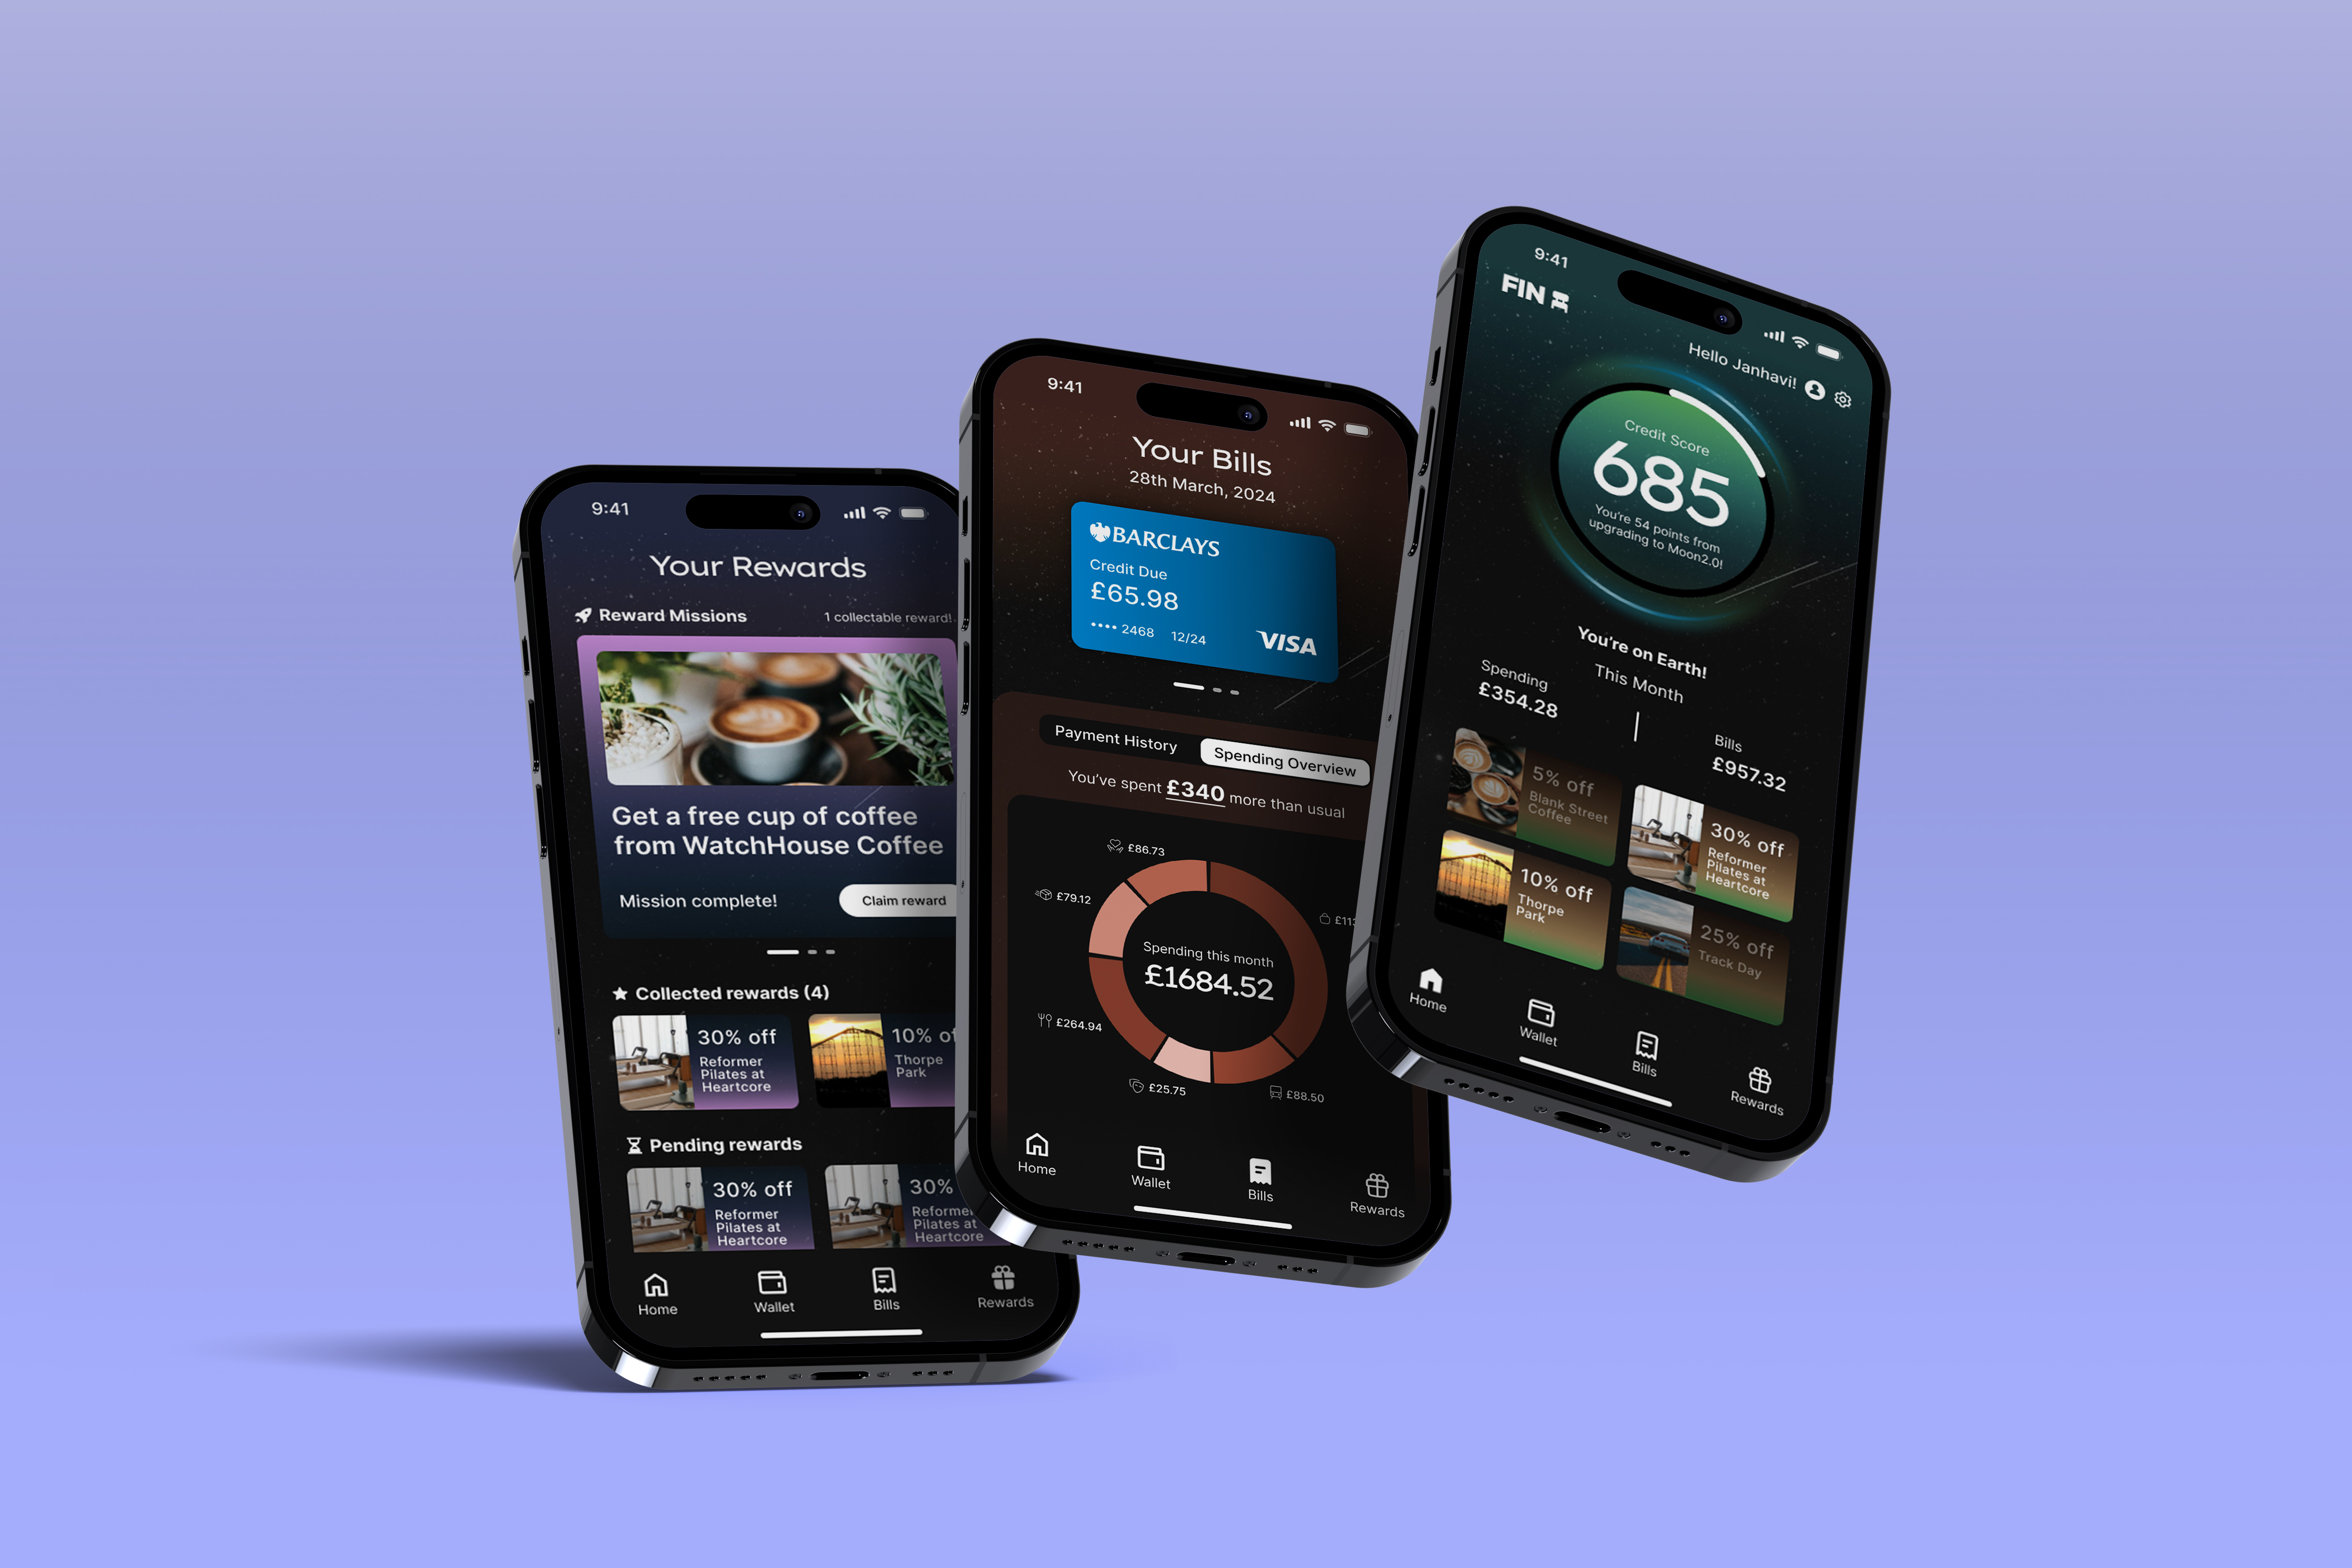 9:41
Your Rewards
Reward Missions
1 collectable reward!
Get a free cup of coffee
from WatchHouse Coffee
Mission complete!
Claim reward
Collected rewards (4)
30% off
Reformer
Pilates at
Heartcore
10%
Thorpe
Park
Pending rewards
30% off
Reformer
Pilates at
Heartcore
30%
Reformer
Pilates at
Heartcore
Home
Wallet
Bills
Rewards
9:41
Your Bills
28th March, 2024
BARCLAYS
Credit Due
£65.98
•••• 2468 12/24
VISA
Payment History
Spending Overview
You've spent £340 more than usual
£86.73
£79.12
Spending this month
£1684.52
£264.94
£25.75
£88.50
Home
Wallet
Bills
Rewards
9:41
FIN
Hello Janhavi!
Credit Score
685
You're 54 points from
upgrading to Moon2.0!
You're on Earth!
This Month
Spending
£354.28
Bills
£957.32
5% off
Blank Street
Coffee
30% off
Reformer
Pilates at
Heartcore
10% off
Thorpe
Park
25% off
Track Day
Home
Wallet
Bills
Rewards